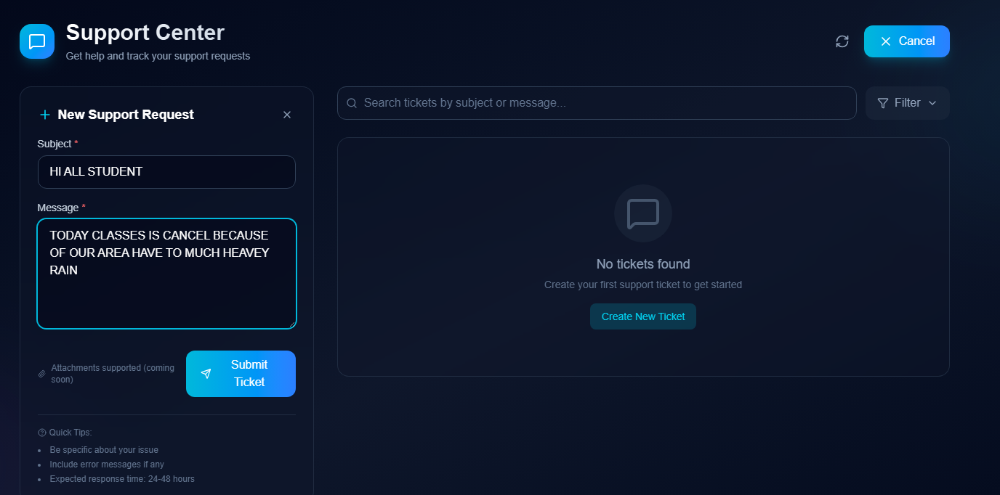 Support Center
Get help and track your support requests
Cancel
New Support Request
Subject *
HI ALL STUDENT
Message *
TODAY CLASSES IS CANCEL BECAUSE
OF OUR AREA HAVE TO MUCH HEAVEY
RAIN
Attachments supported (coming
soon)
Submit
Ticket
Quick Tips:
Be specific about your issue
Include error messages if any
Expected response time: 24-48 hours
Search tickets by subject or message...
Filter
No tickets found
Create your first support ticket to get started
Create New Ticket